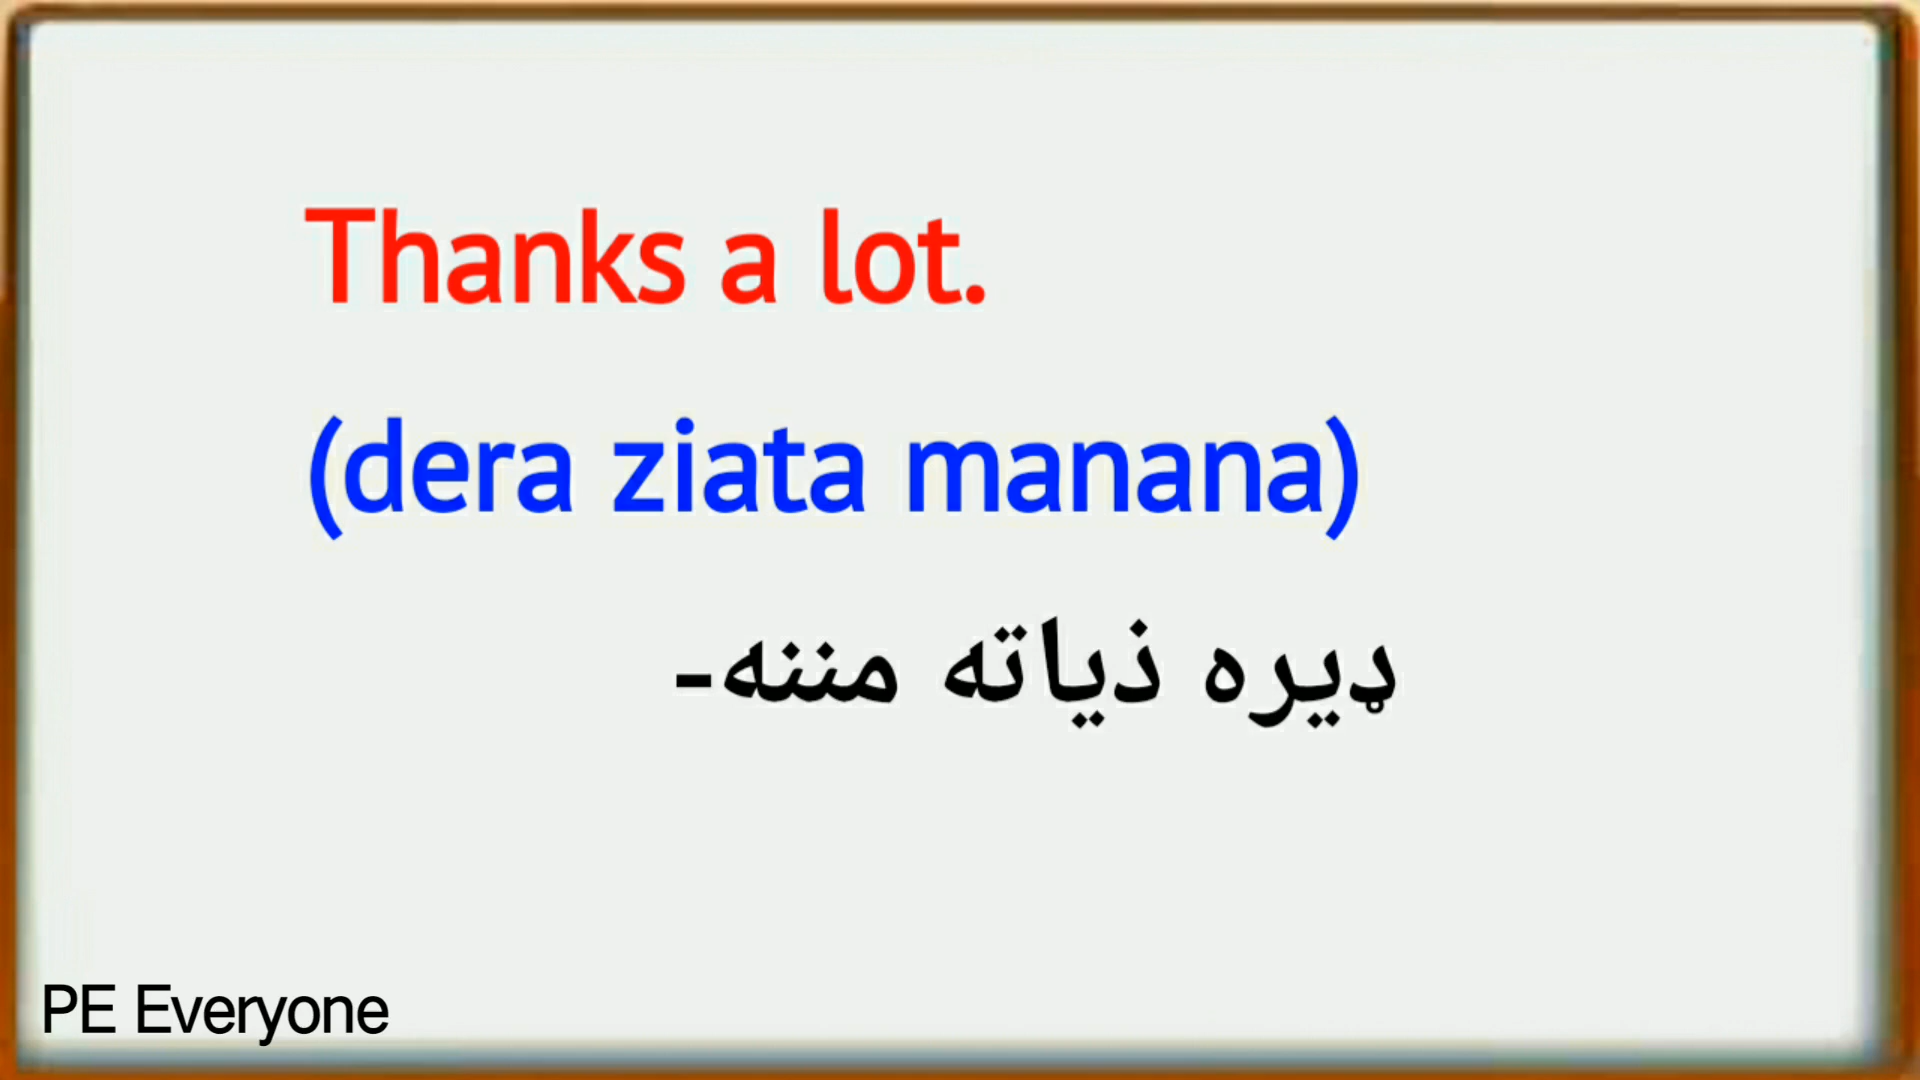 Thanks a lot.
(dera ziata manana)
ډیره ذیاته مننه-
PE Everyone